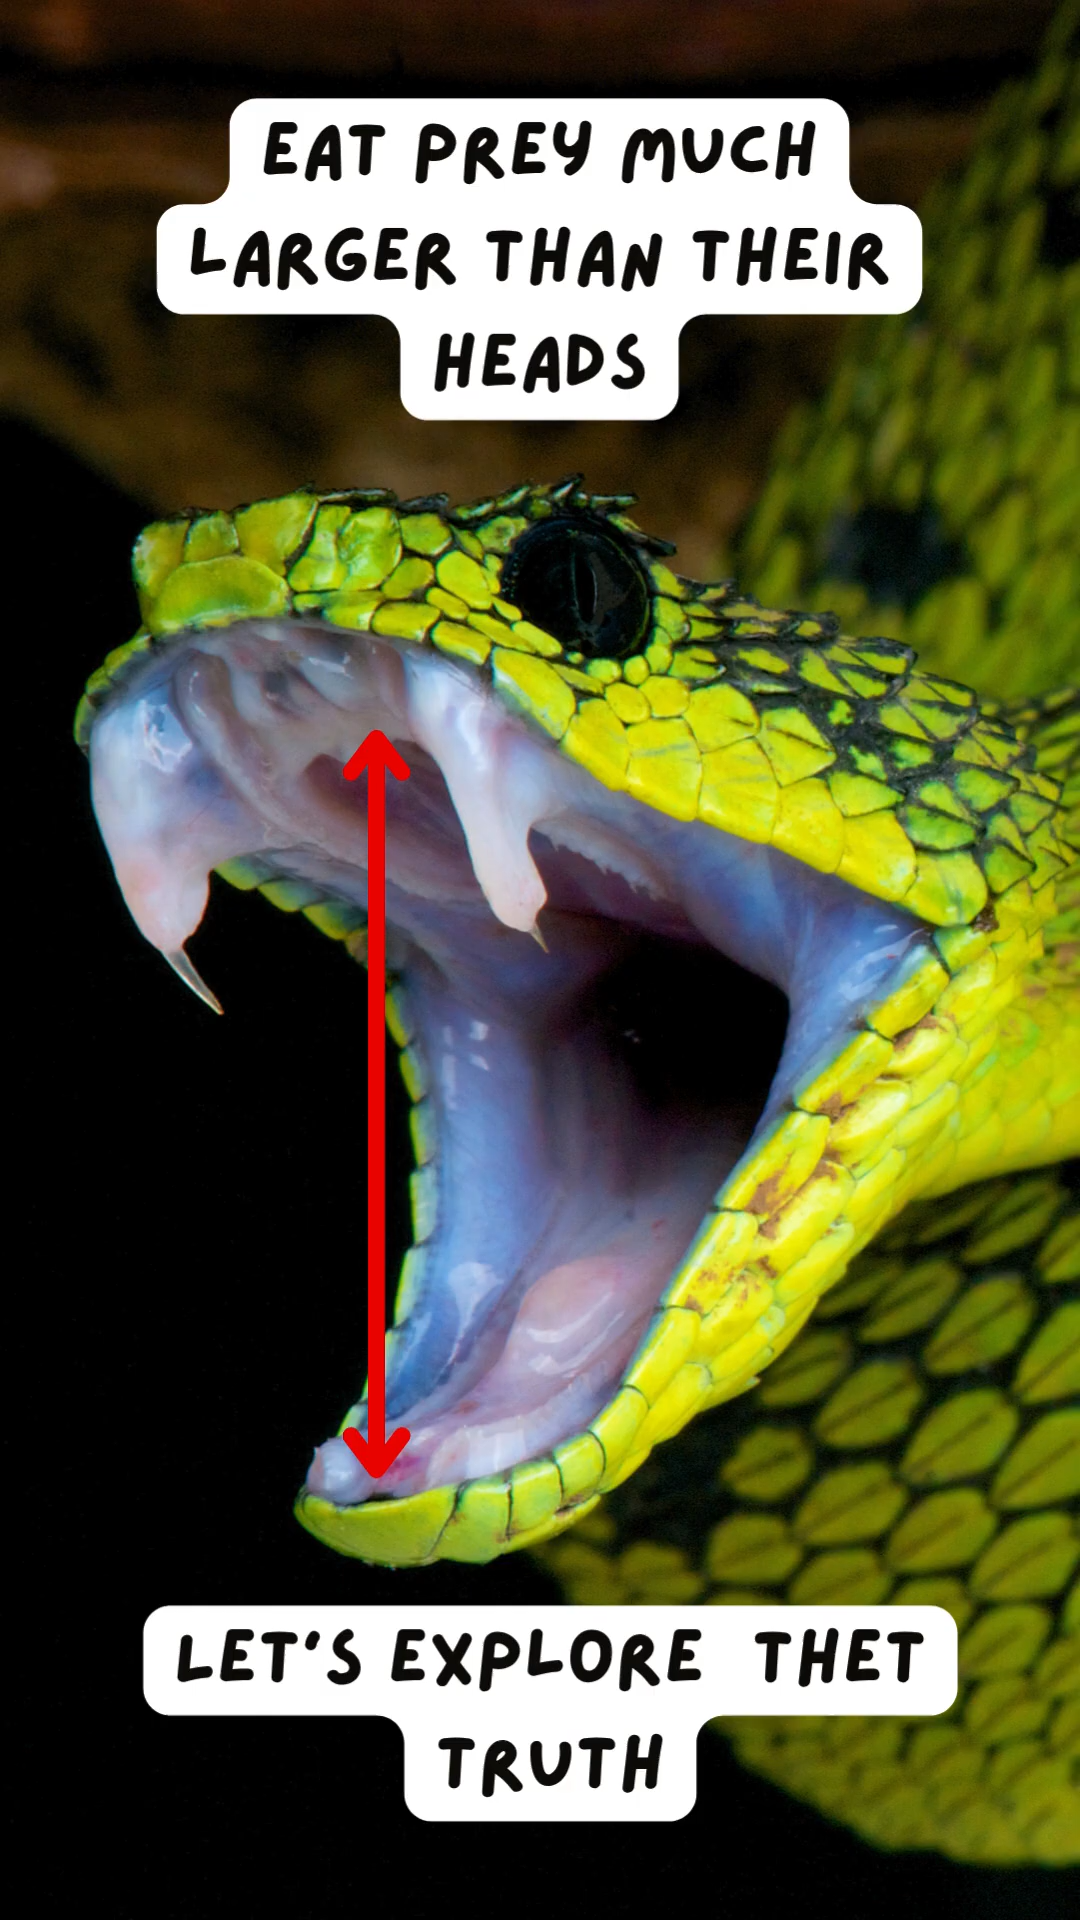 EAT PREY MUCH
LARGER THAN THEIR
HEADS
LET'S EXPLORE THET
TRUTH